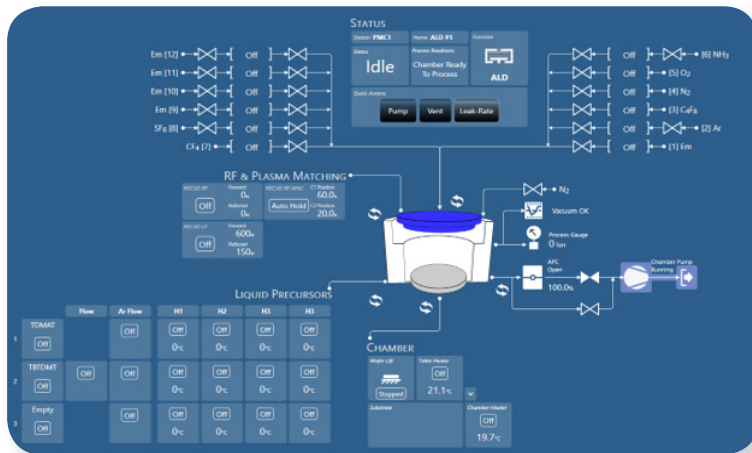 STATUS
Station PMC1
Name ALD #1
Function
ALD
Status
Idle
Process Readiness
Chamber Ready
To Process
Quick Actions
Pump
Vent
Leak-Rate
Em [12] Off
Em [11] Off
Em [10] Off
Em [9] Off
SF₆ [8] Off
CF₄ [7] Off
Off [6] NH₃
Off [5] O₂
Off [4] N₂
Off [3] C₄F₈
Off [2] Ar
Off [1] Em
RF & PLASMA MATCHING
Off
Forward
0w
Reflected
0w
Auto Hold
C1 Position
60.0%
C2 Position
20.0%
Off
Forward
600w
Reflected
150w
N₂
Vacuum OK
Process Gauge
0 torr
APC
Open
100.0%
Chamber Pump
Running
LIQUID PRECURSORS
Flow Ar Flow H1 H2 H3 H3
1 TDMAT Off Off Off Off Off Off
0°C 0°C 0°C 0°C
2 TBTDMT Off Off Off Off Off Off Off
0°C 0°C 0°C 0°C
3 Empty Off Off Off Off Off Off
0°C 0°C 0°C 0°C
CHAMBER
Wafer Lift
Stopped
Table Heater
Off
21.1°C
Substrate
Chamber Heater
Off
19.7°C